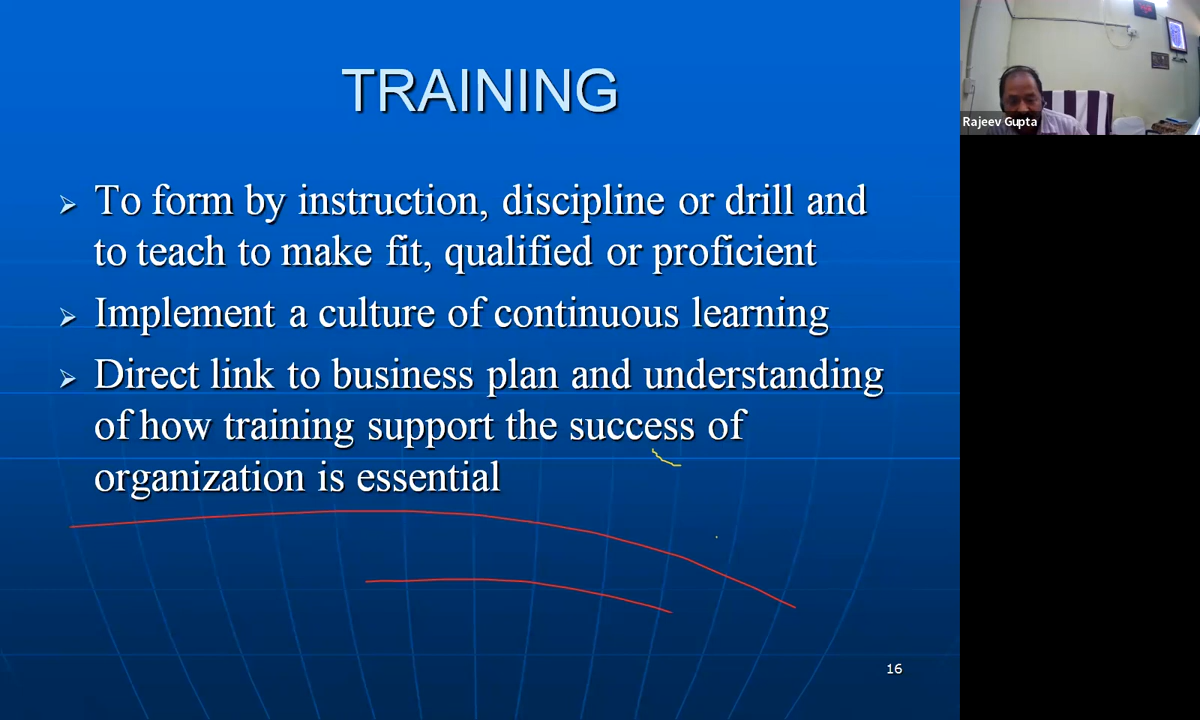 TRAINING
To form by instruction, discipline or drill and
to teach to make fit, qualified or proficient
Implement a culture of continuous learning
Direct link to business plan and understanding
of how training support the success of
organization is essential
16
Rajeev Gupta